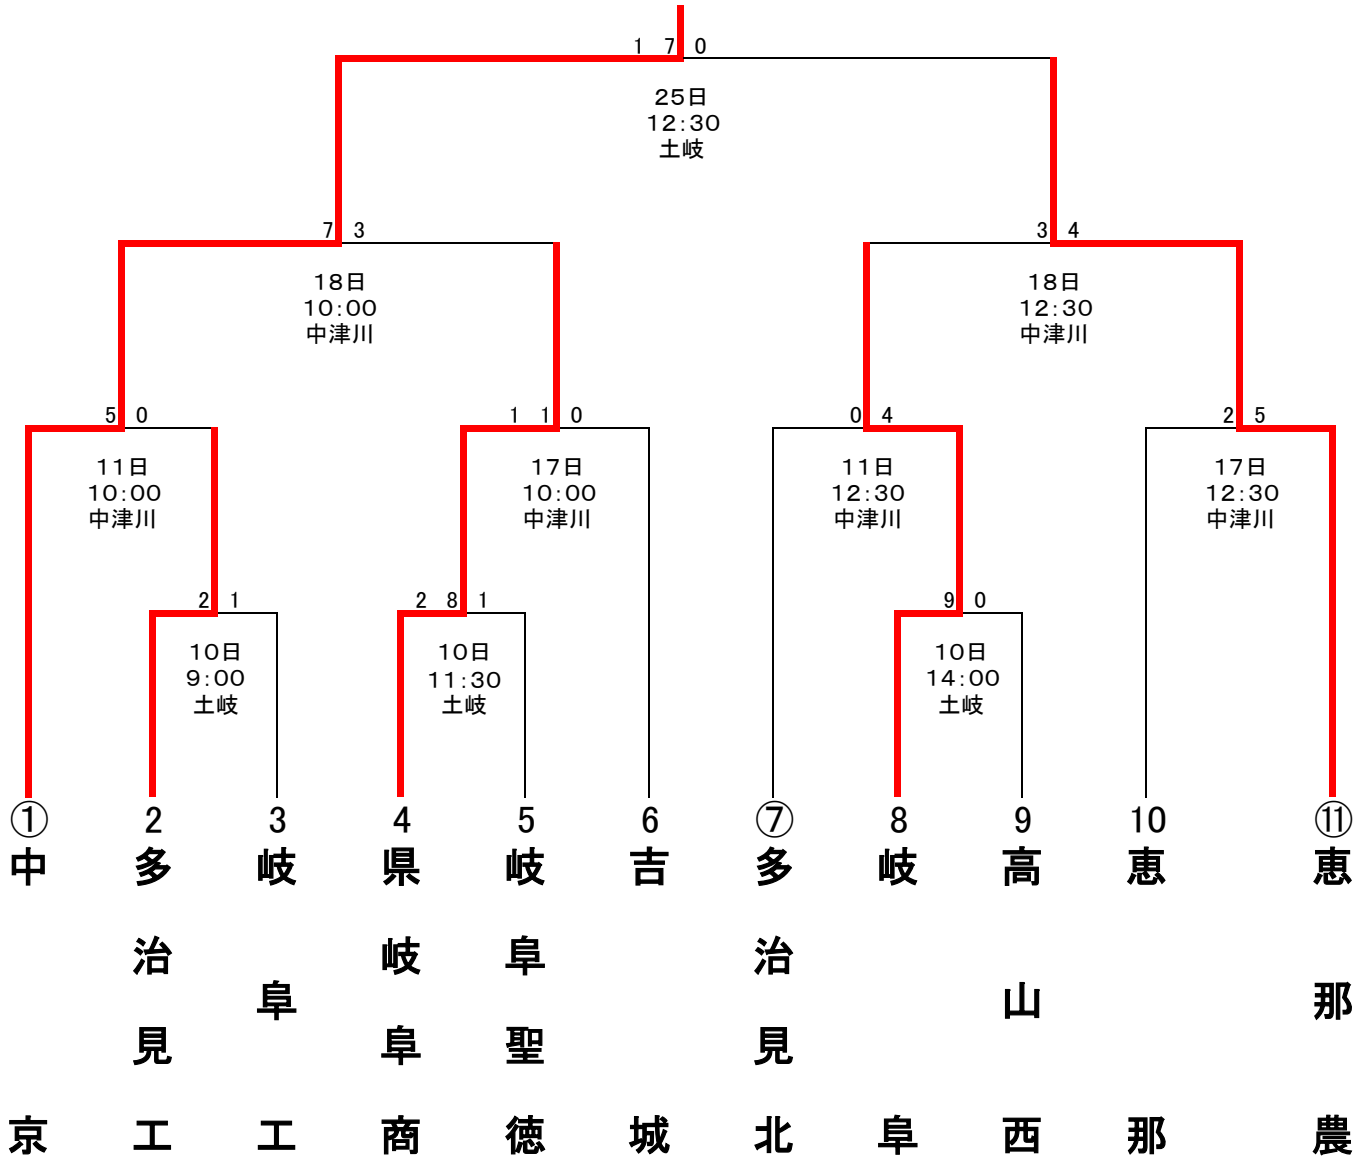 １７ ０
25日
12:30
土岐
７ ３
３ ４
18日
10:00
中津川
18日
12:30
中津川
５ ０
１１ ０
０ ４
２ ５
11日
10:00
中津川
17日
10:00
中津川
11日
12:30
中津川
17日
12:30
中津川
２ １
２８ １
９ ０
10日
9:00
土岐
10日
11:30
土岐
10日
14:00
土岐
① 2 3 4 5 6 ⑦ 8 9 10 ⑪
中京
多治見工
岐阜工
県岐阜商
岐阜聖徳
吉城
多治見北
岐阜
高山西
恵那
恵那農